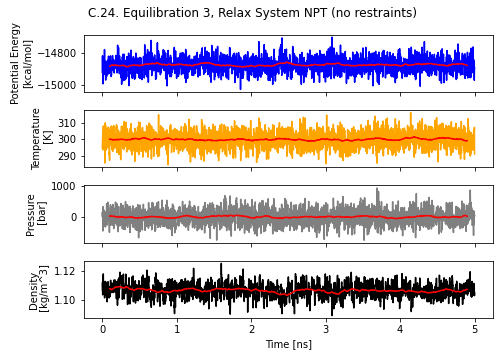 C.24. Equilibration 3, Relax System NPT (no restraints)
Potential Energy
[kcal/mol]
−14800
−15000
Temperature
[K]
310
300
290
Pressure
[bar]
1000
0
Density
[kg/m^3]
1.12
1.10
0 1 2 3 4 5
Time [ns]